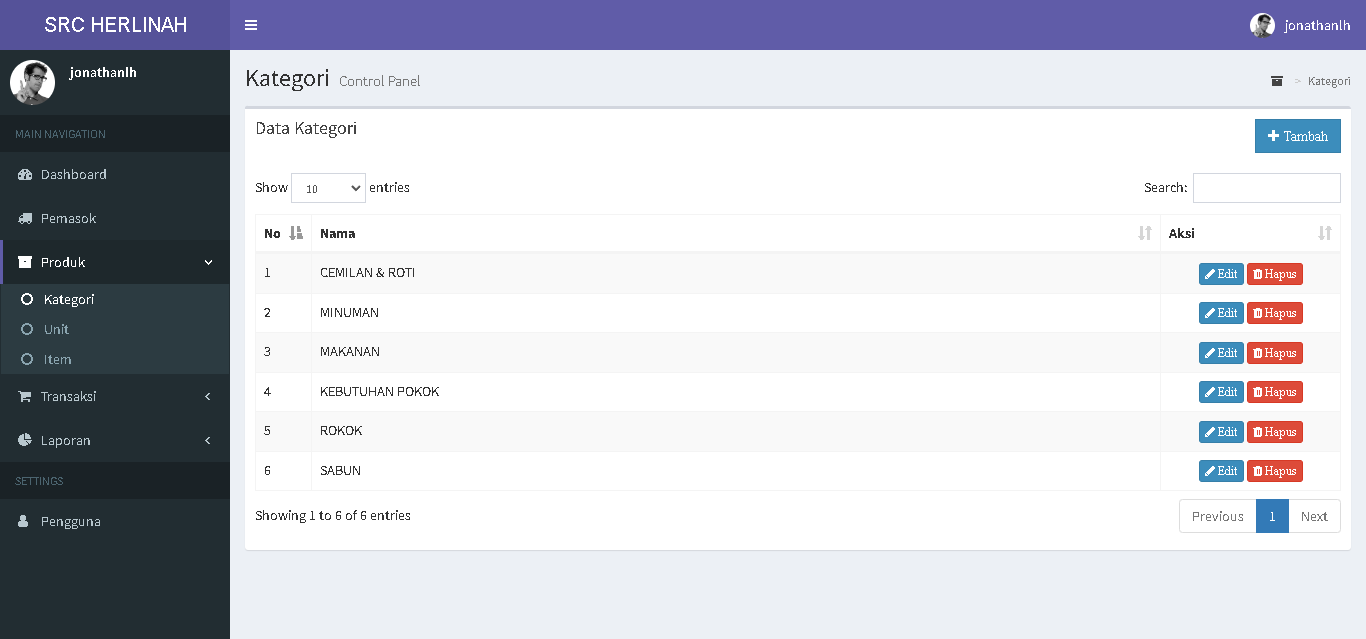 SRC HERLINAH
jonathanlh
jonathanlh
MAIN NAVIGATION
Dashboard
Pemasok
Produk
Kategori
Unit
Item
Transaksi
Laporan
SETTINGS
Pengguna
Kategori Control Panel
> Kategori
Data Kategori
Tambah
Show 10 entries
Search:
No Nama Aksi
1 CEMILAN & ROTI Edit Hapus
2 MINUMAN Edit Hapus
3 MAKANAN Edit Hapus
4 KEBUTUHAN POKOK Edit Hapus
5 ROKOK Edit Hapus
6 SABUN Edit Hapus
Showing 1 to 6 of 6 entries
Previous 1 Next